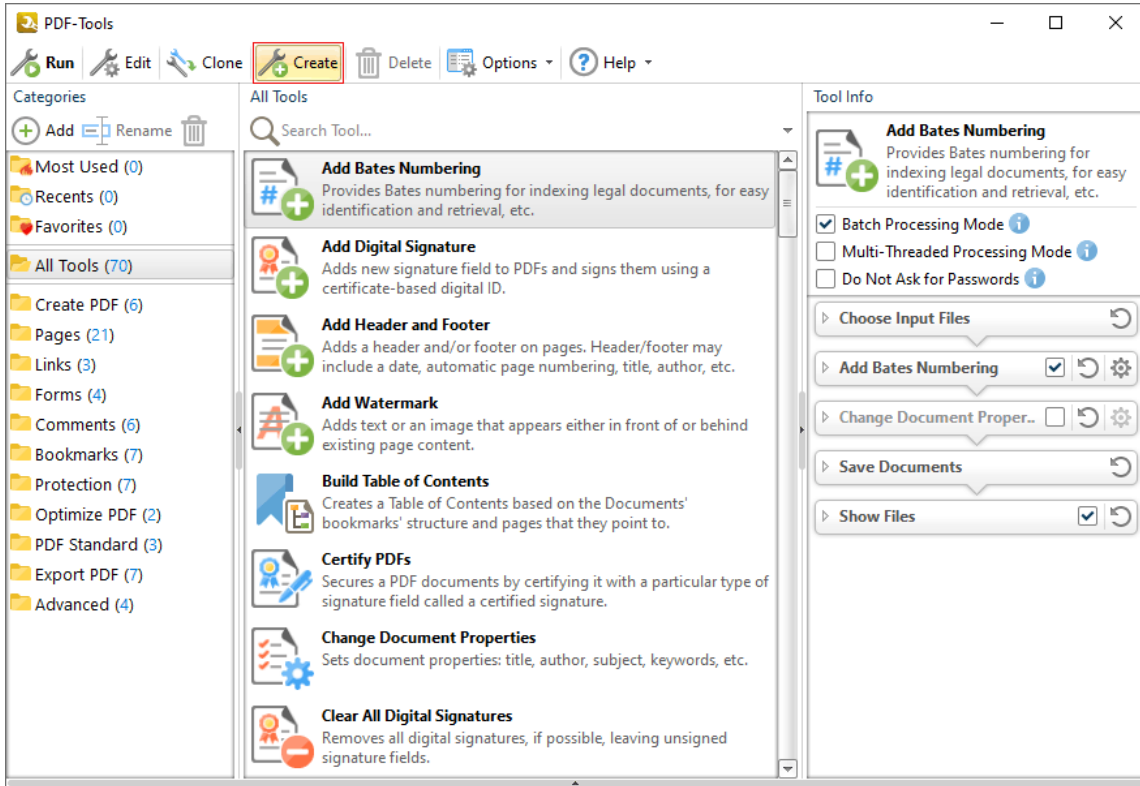 PDF-Tools
Run Edit Clone Create Delete Options Help
Categories
Add Rename
Most Used (0)
Recents (0)
Favorites (0)
All Tools (70)
Create PDF (6)
Pages (21)
Links (3)
Forms (4)
Comments (6)
Bookmarks (7)
Protection (7)
Optimize PDF (2)
PDF Standard (3)
Export PDF (7)
Advanced (4)
All Tools
Search Tool...
Add Bates Numbering
Provides Bates numbering for indexing legal documents, for easy
identification and retrieval, etc.
Add Digital Signature
Adds new signature field to PDFs and signs them using a
certificate-based digital ID.
Add Header and Footer
Adds a header and/or footer on pages. Header/footer may
include a date, automatic page numbering, title, author, etc.
Add Watermark
Adds text or an image that appears either in front of or behind
existing page content.
Build Table of Contents
Creates a Table of Contents based on the Documents'
bookmarks' structure and pages that they point to.
Certify PDFs
Secures a PDF documents by certifying it with a particular type of
signature field called a certified signature.
Change Document Properties
Sets document properties: title, author, subject, keywords, etc.
Clear All Digital Signatures
Removes all digital signatures, if possible, leaving unsigned
signature fields.
Tool Info
Add Bates Numbering
Provides Bates numbering for
indexing legal documents, for easy
identification and retrieval, etc.
Batch Processing Mode
Multi-Threaded Processing Mode
Do Not Ask for Passwords
Choose Input Files
Add Bates Numbering
Change Document Proper..
Save Documents
Show Files